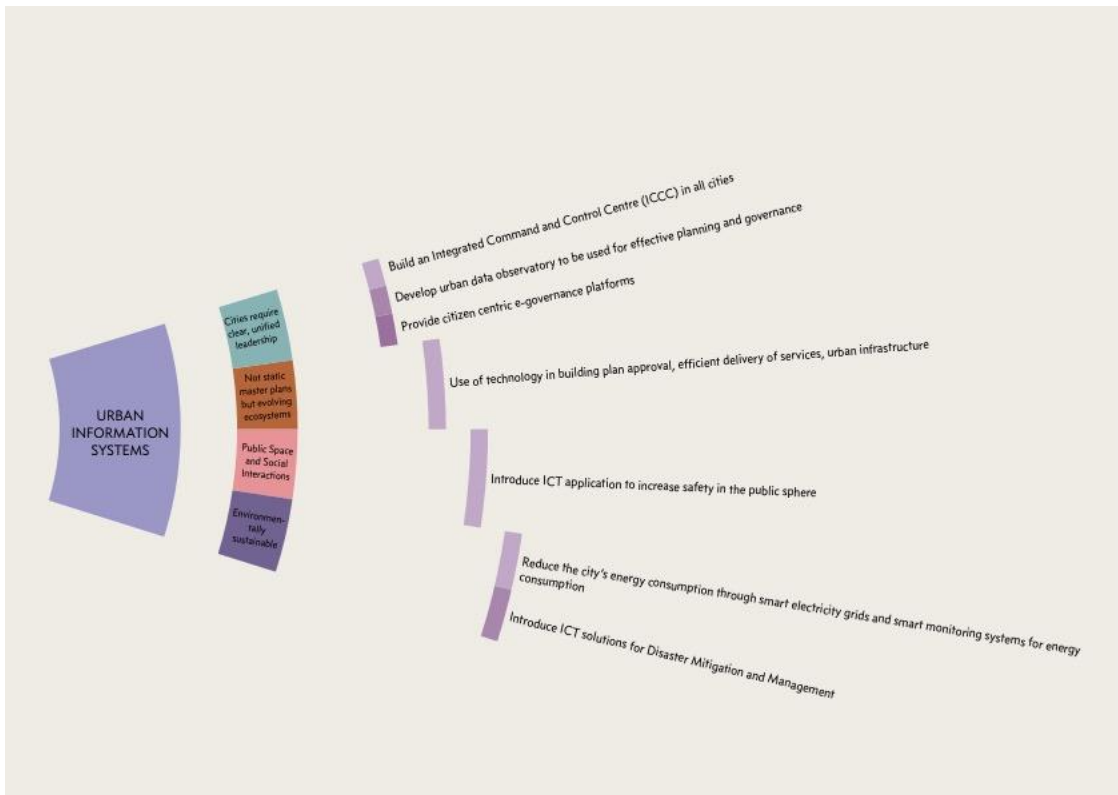 URBAN
INFORMATION
SYSTEMS
Cities require
clear, unified
leadership
Not static
master plans
but evolving
ecosystems
Public Space
and Social
Interactions
Environmen-
tally
sustainable
Build an Integrated Command and Control Centre (ICCC) in all cities
Develop urban data observatory to be used for effective planning and governance
Provide citizen centric e-governance platforms
Use of technology in building plan approval, efficient delivery of services, urban infrastructure
Introduce ICT application to increase safety in the public sphere
Reduce the city's energy consumption through smart electricity grids and smart monitoring systems for energy
consumption
Introduce ICT solutions for Disaster Mitigation and Management